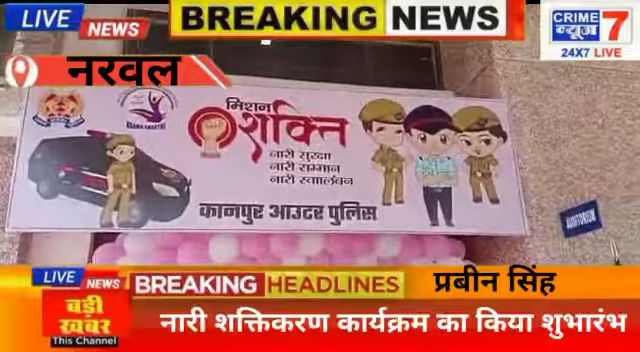 LIVE NEWS
BREAKING NEWS
CRIME
न्यूज़ 7
24X7 LIVE
नरवल
मिशन
शक्ति
नारी सुरक्षा
नारी सम्मान
नारी स्वालंबन
कानपुर आउटर पुलिस
AUDITORIUM
LIVE NEWS
BREAKING HEADLINES
प्रबीन सिंह
बड़ी
खबर
This Channel
नारी शक्तिकरण कार्यक्रम का किया शुभारंभ